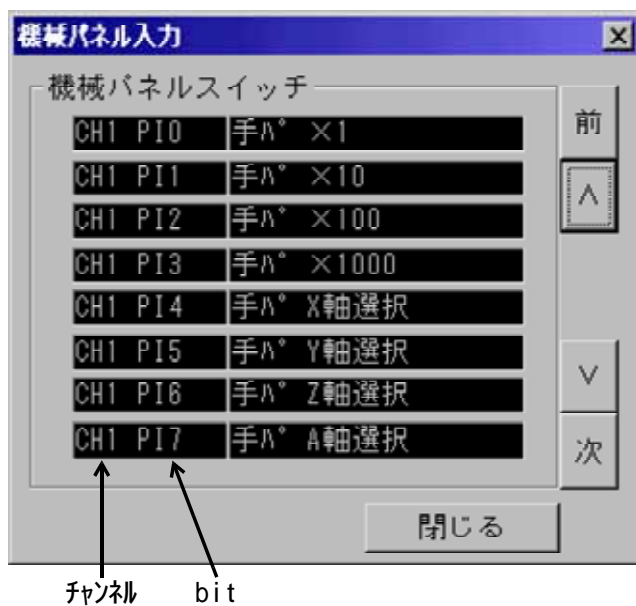 機械パネル入力
機械パネルスイッチ
CH1 PI0 手ﾊﾟ ×1
CH1 PI1 手ﾊﾟ ×10
CH1 PI2 手ﾊﾟ ×100
CH1 PI3 手ﾊﾟ ×1000
CH1 PI4 手ﾊﾟ X軸選択
CH1 PI5 手ﾊﾟ Y軸選択
CH1 PI6 手ﾊﾟ Z軸選択
CH1 PI7 手ﾊﾟ A軸選択
前
∧
∨
次
閉じる
ﾁｬﾝﾈﾙ bit